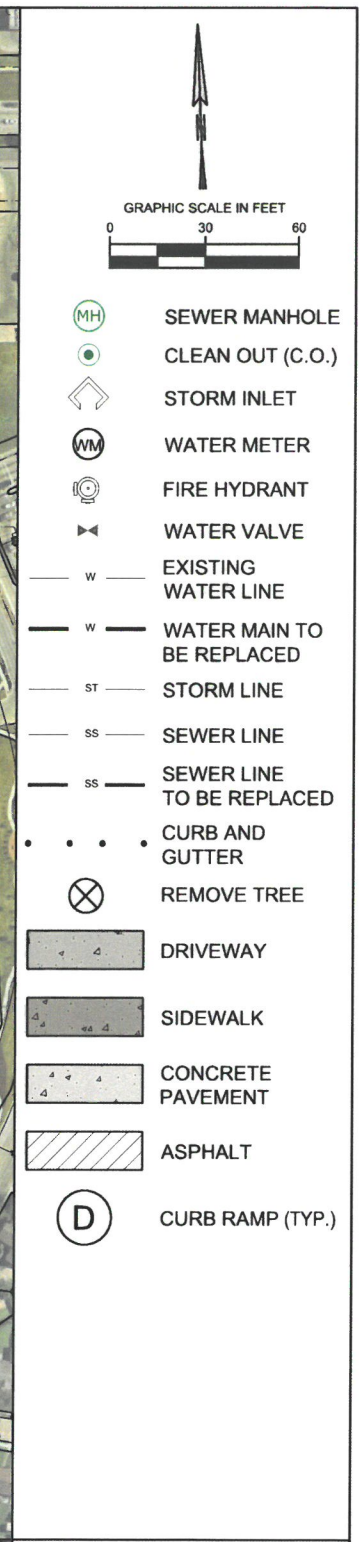 N
GRAPHIC SCALE IN FEET
0 30 60
MH SEWER MANHOLE
CLEAN OUT (C.O.)
STORM INLET
WM WATER METER
FIRE HYDRANT
WATER VALVE
W EXISTING
WATER LINE
W WATER MAIN TO
BE REPLACED
ST STORM LINE
SS SEWER LINE
SS SEWER LINE
TO BE REPLACED
CURB AND
GUTTER
REMOVE TREE
DRIVEWAY
SIDEWALK
CONCRETE
PAVEMENT
ASPHALT
D CURB RAMP (TYP.)